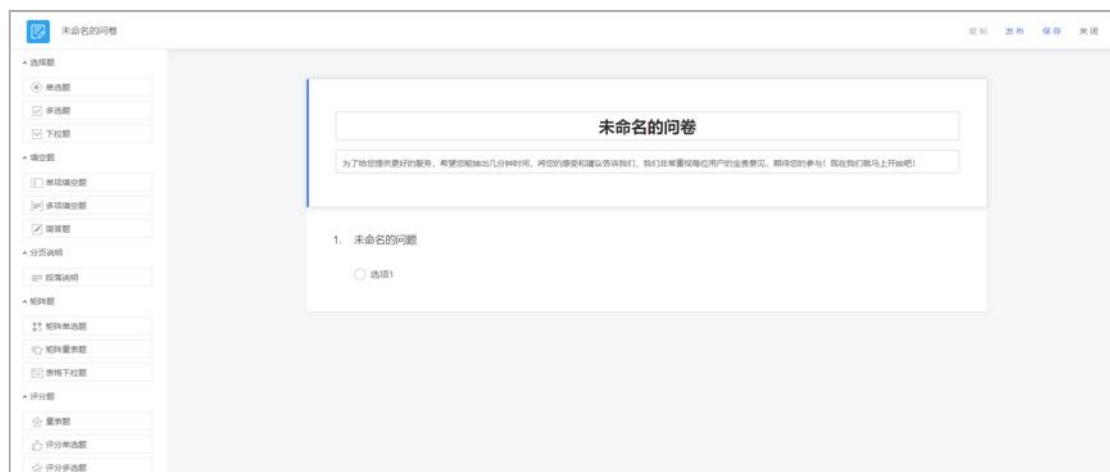 未命名的问卷
发布 保存 关闭
选择题
单选题
多选题
下拉题
填空题
单项填空题
多项填空题
简答题
分页说明
段落说明
矩阵题
矩阵单选题
矩阵量表题
表格下拉题
评分题
量表题
评分单选题
评分多选题
未命名的问卷
为了给您提供更好的服务，希望您能抽出几分钟时间，将您的感受和建议告诉我们，我们非常重视每位用户的宝贵意见，期待您的参与！现在我们就马上开始吧！
1. 未命名的问题
选项1